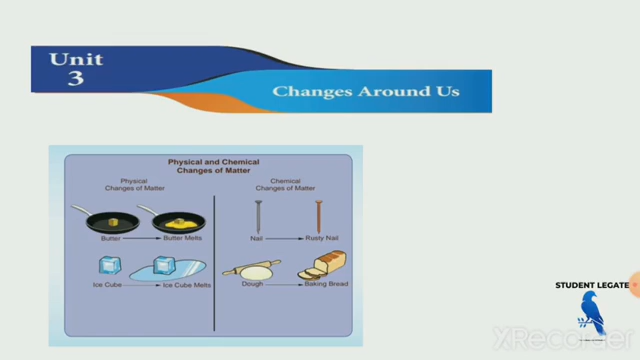 Unit
3
Changes Around Us
Physical and Chemical
Changes of Matter
Physical
Changes of Matter
Chemical
Changes of Matter
Butter
Butter Melts
Nail
Rusty Nail
Ice Cube
Ice Cube Melts
Dough
Baking Bread
STUDENT LEGATE
XRecorder